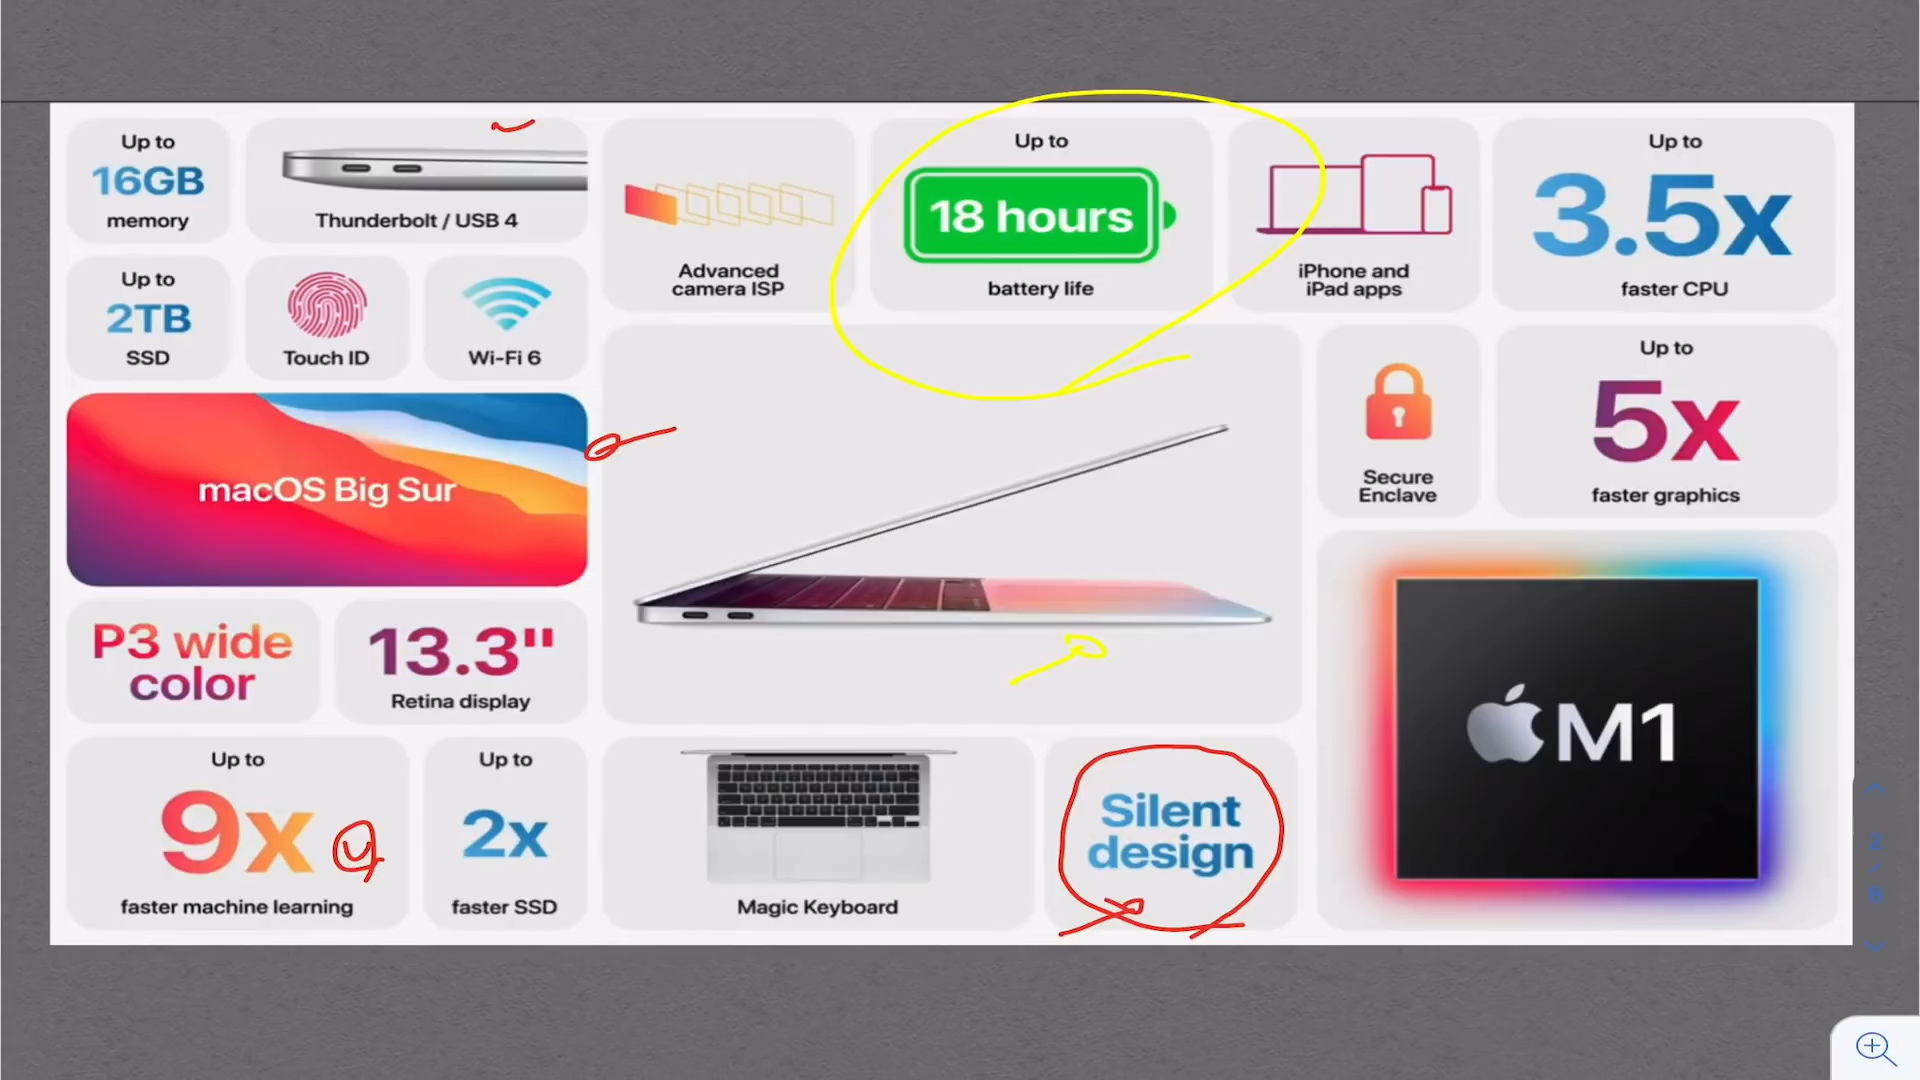 Up to
16GB
memory
Thunderbolt / USB 4
Advanced
camera ISP
Up to
18 hours
battery life
iPhone and
iPad apps
Up to
3.5x
faster CPU
Up to
2TB
SSD
Touch ID
Wi-Fi 6
macOS Big Sur
Secure
Enclave
Up to
5x
faster graphics
P3 wide
color
13.3"
Retina display
M1
Up to
9x
faster machine learning
Up to
2x
faster SSD
Magic Keyboard
Silent
design